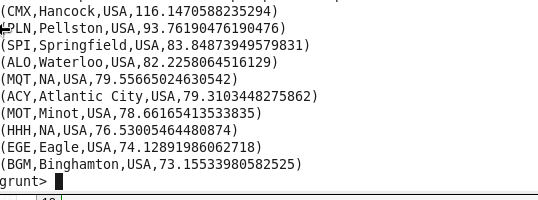 (CMX,Hancock,USA,116.1470588235294)
(PLN,Pellston,USA,93.76190476190476)
(SPI,Springfield,USA,83.84873949579831)
(ALO,Waterloo,USA,82.2258064516129)
(MQT,NA,USA,79.55665024630542)
(ACY,Atlantic City,USA,79.3103448275862)
(MOT,Minot,USA,78.66165413533835)
(HHH,NA,USA,76.53005464480874)
(EGE,Eagle,USA,74.12891986062718)
(BGM,Binghamton,USA,73.15533980582525)
grunt>